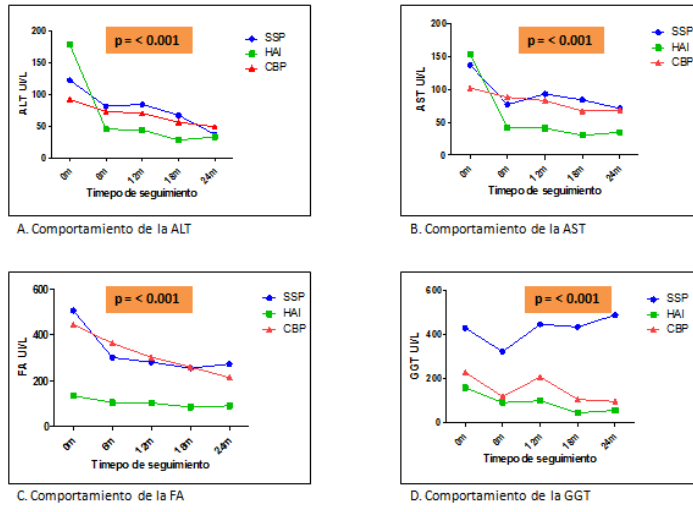 200
150
100
50
0
ALT UI/L
p = < 0.001
SSP
HAI
CBP
0m
6m
12m
18m
24m
Timepo de seguimiento
A. Comportamiento de la ALT
200
150
100
50
0
AST UI/L
p = < 0.001
SSP
HAI
CBP
0m
6m
12m
18m
24m
Timepo de seguimiento
B. Comportamiento de la AST
600
400
200
0
FA UI/L
p = < 0.001
SSP
HAI
CBP
0m
6m
12m
18m
24m
Timepo de seguimiento
C. Comportamiento de la FA
600
400
200
0
GGT UI/L
p = < 0.001
SSP
HAI
CBP
0m
6m
12m
18m
24m
Timepo de seguimiento
D. Comportamiento de la GGT